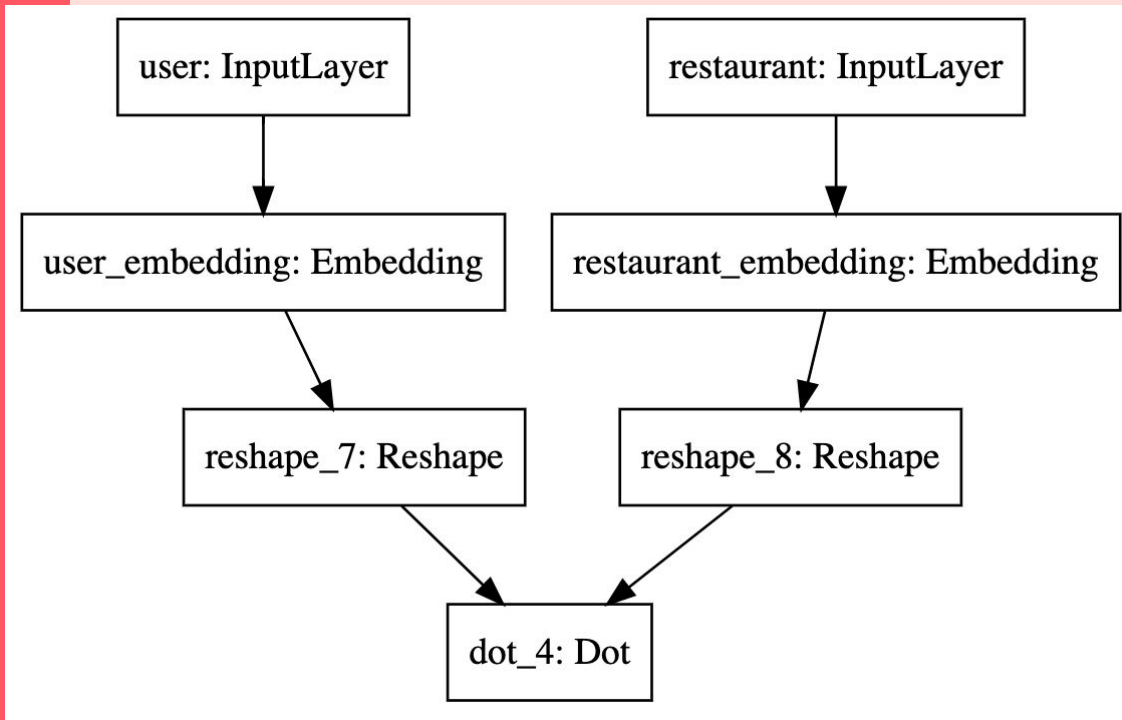 user: InputLayer
restaurant: InputLayer
user_embedding: Embedding
restaurant_embedding: Embedding
reshape_7: Reshape
reshape_8: Reshape
dot_4: Dot